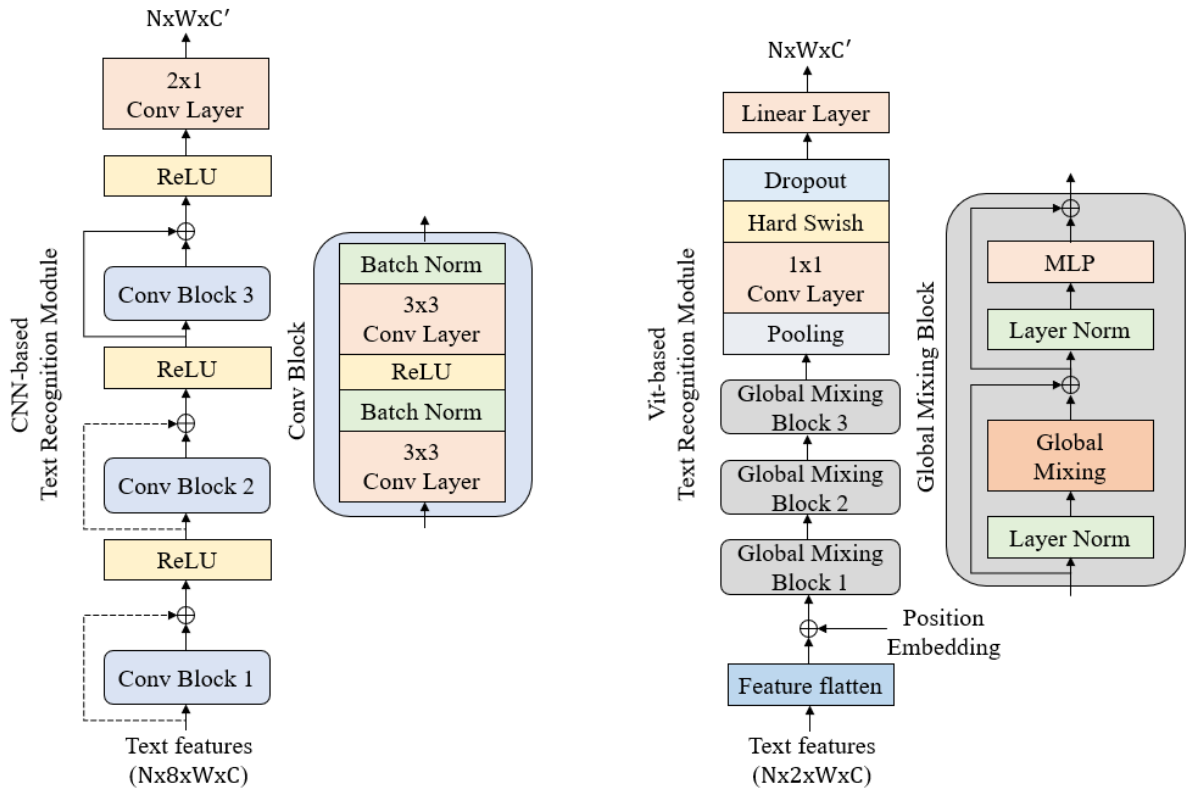 NxWxC′
2x1
Conv Layer
ReLU
Conv Block 3
ReLU
Conv Block 2
ReLU
Conv Block 1
Text features
(Nx8xWxC)
CNN-based
Text Recognition Module
Conv Block
Batch Norm
3x3
Conv Layer
ReLU
Batch Norm
3x3
Conv Layer
NxWxC′
Linear Layer
Dropout
Hard Swish
1x1
Conv Layer
Pooling
Global Mixing
Block 3
Global Mixing
Block 2
Global Mixing
Block 1
Position
Embedding
Feature flatten
Text features
(Nx2xWxC)
Vit-based
Text Recognition Module
Global Mixing Block
MLP
Layer Norm
Global
Mixing
Layer Norm